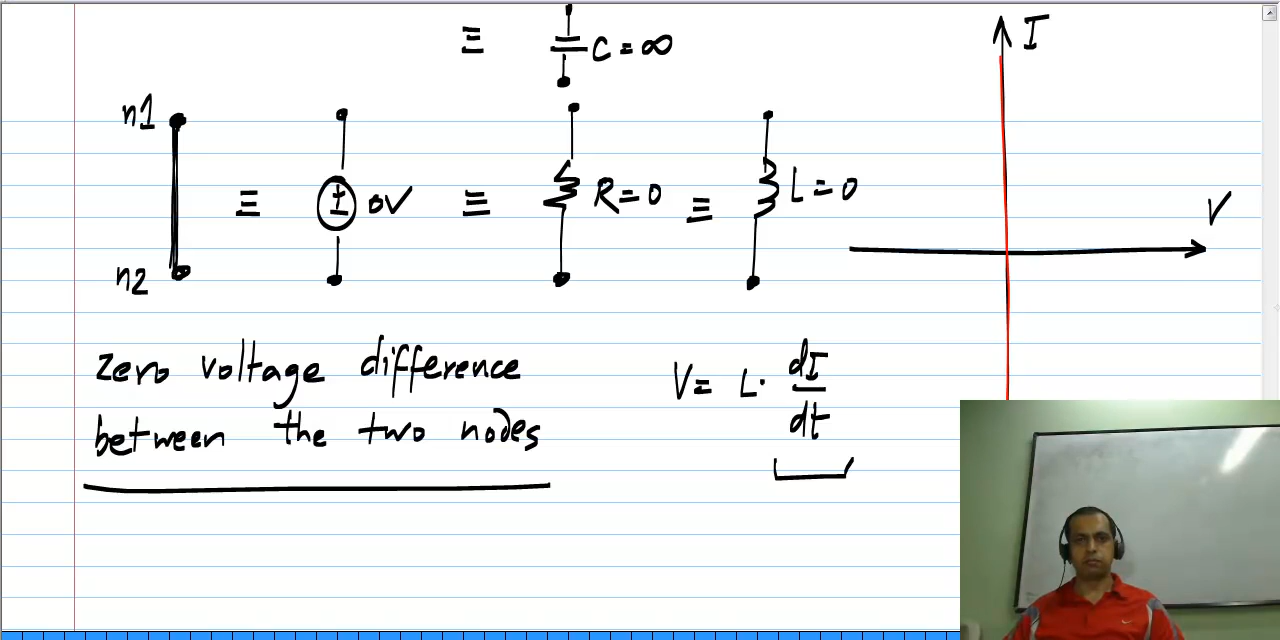 ≡ C = ∞
I
n1
≡ ± 0V ≡ R = 0 ≡ L = 0
V
n2
zero voltage difference
between the two nodes
V = L · dI/dt